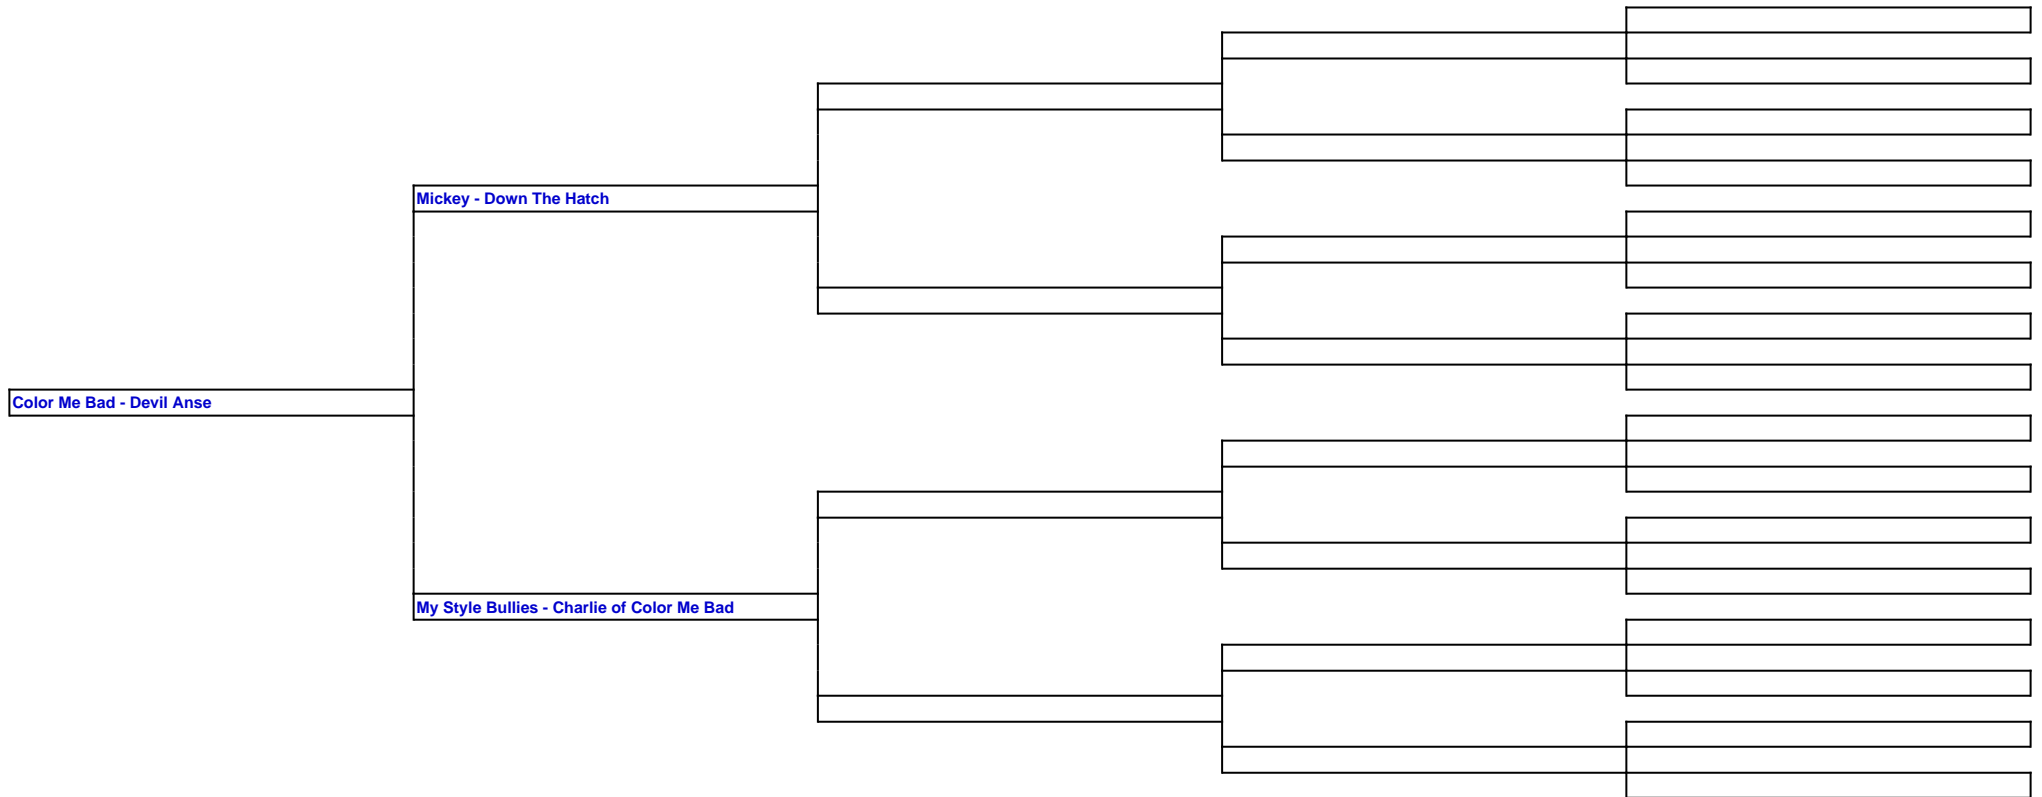 Mickey - Down The Hatch
Color Me Bad - Devil Anse
My Style Bullies - Charlie of Color Me Bad